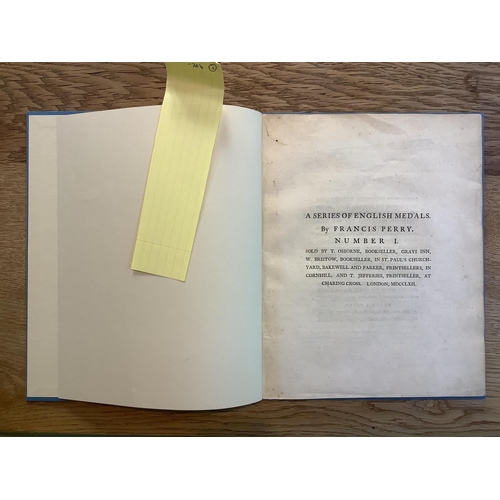 A SERIES OF ENGLISH MEDALS.
By FRANCIS PERRY.
NUMBER I.
SOLD BY T. OSBORNE, BOOKSELLER, GRAYS INN,
W. BRISTOW, BOOKSELLER, IN ST. PAUL'S CHURCH-
YARD, BAKEWELL AND PARKER, PRINTSELLERS, IN
CORNHILL, AND T. JEFFERIES, PRINTSELLER, AT
CHARING CROSS. LONDON, MDCCLXII.